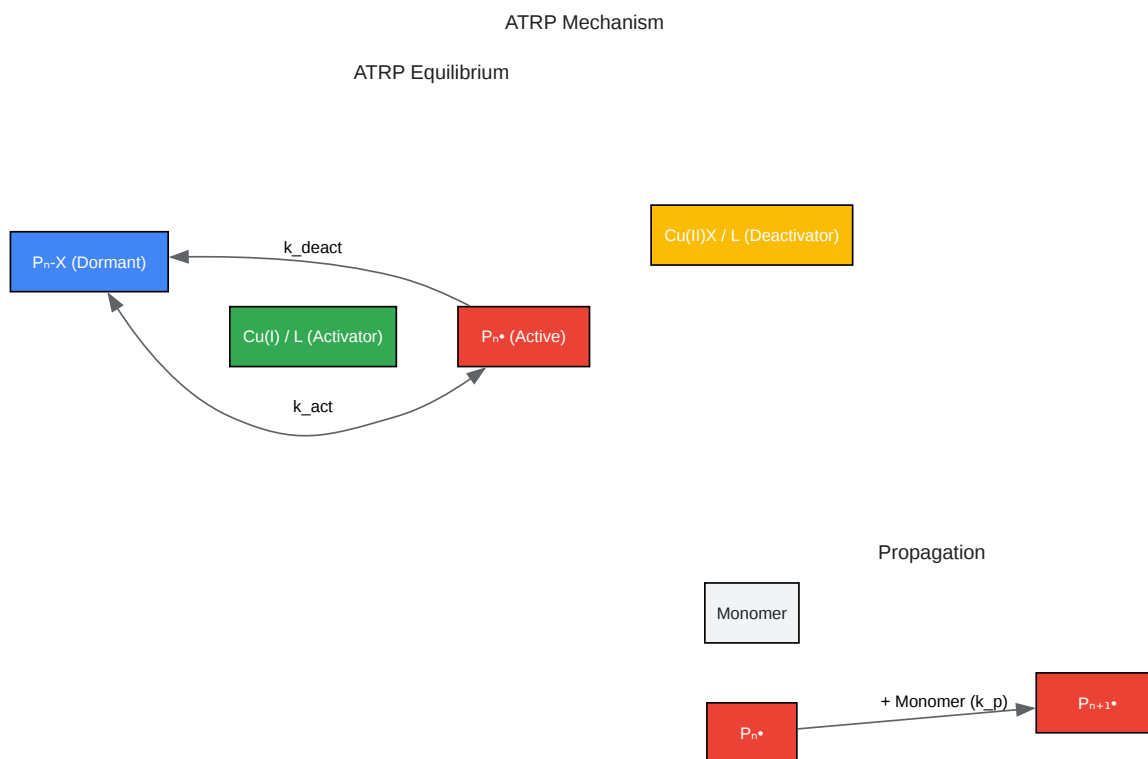 ATRP Mechanism
ATRP Equilibrium
Cu(II)X / L (Deactivator)
k_deact
Pₙ-X (Dormant)
Cu(I) / L (Activator)
Pₙ• (Active)
k_act
Propagation
Monomer
+ Monomer (k_p)
Pₙ₊₁•
Pₙ•